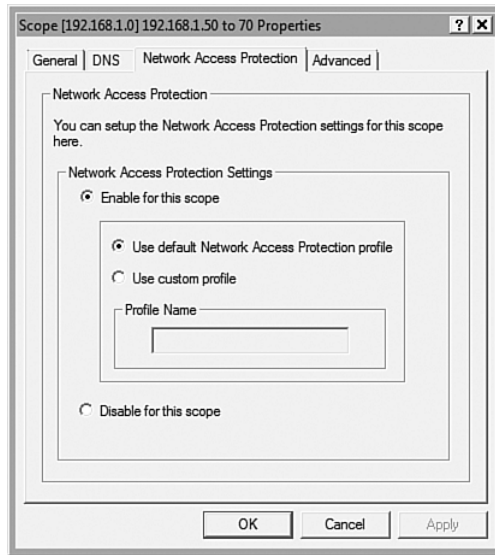 Scope [192.168.1.0] 192.168.1.50 to 70 Properties
? X
General DNS Network Access Protection Advanced
Network Access Protection
You can setup the Network Access Protection settings for this scope
here.
Network Access Protection Settings
Enable for this scope
Use default Network Access Protection profile
Use custom profile
Profile Name
Disable for this scope
OK Cancel Apply